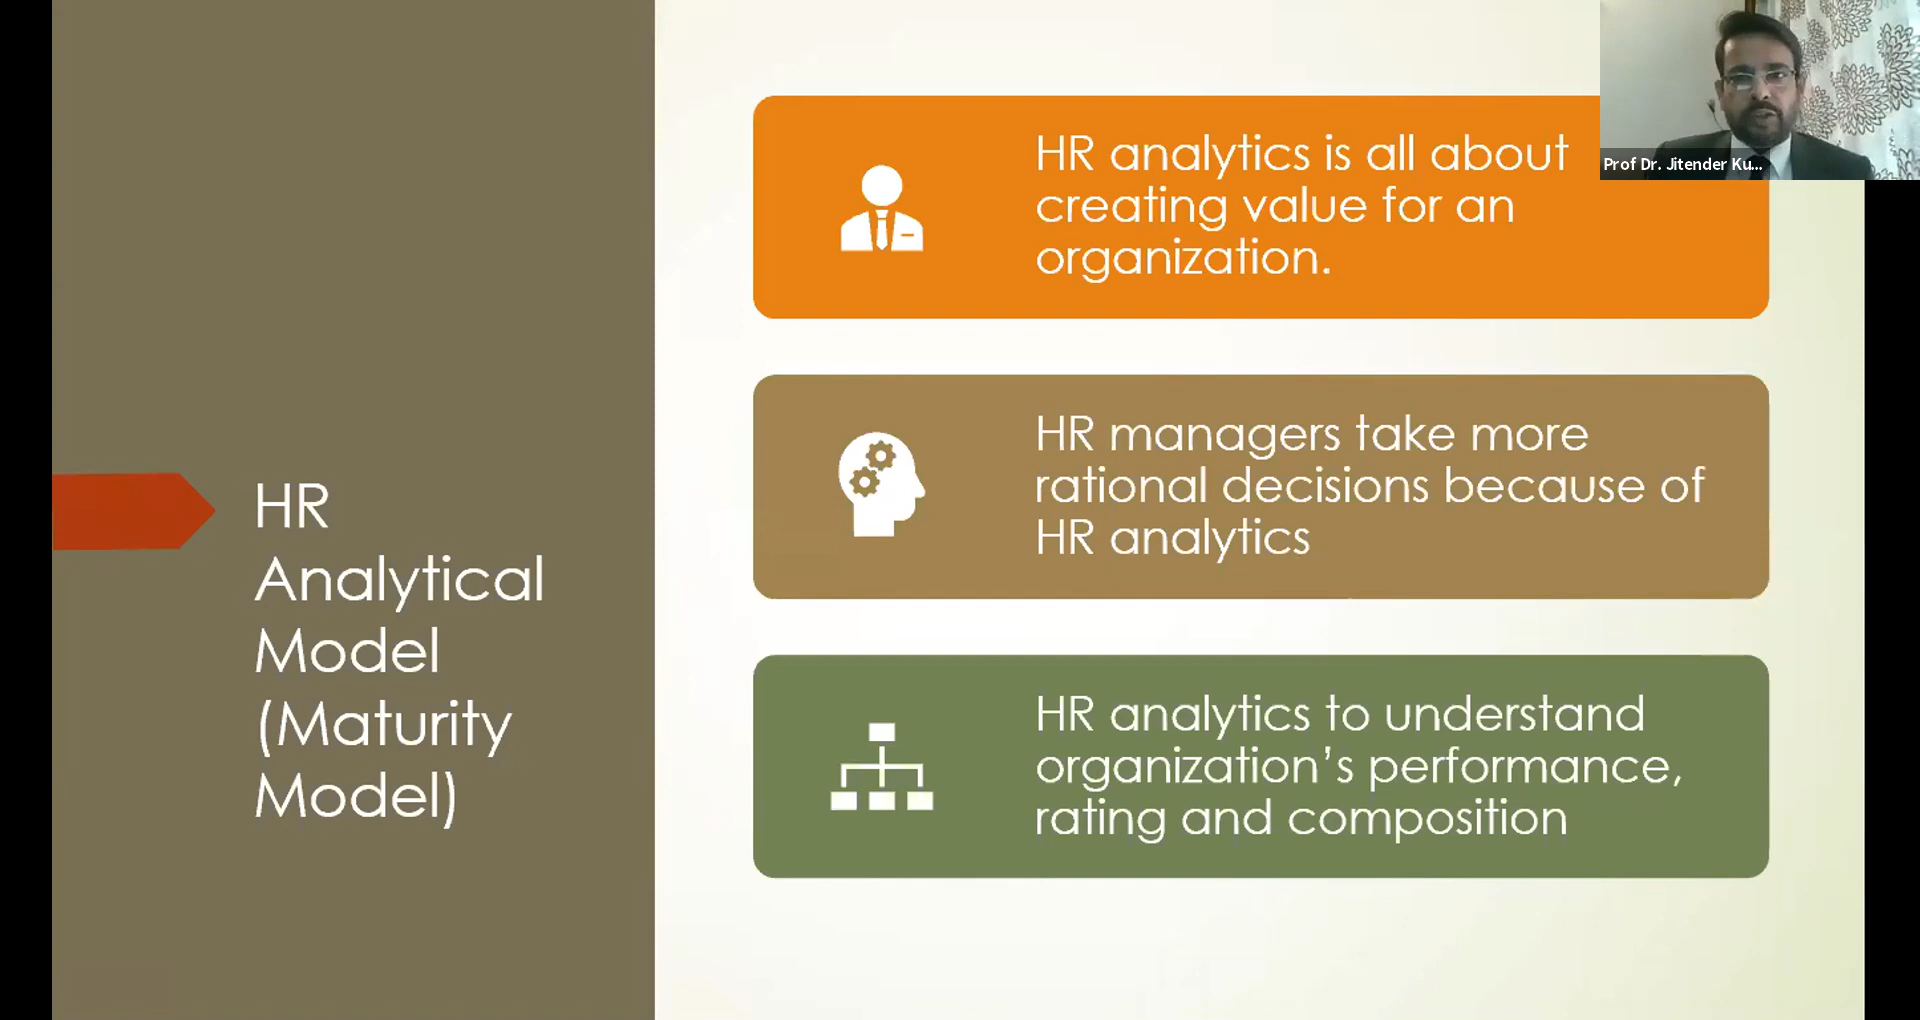 HR
Analytical
Model
(Maturity
Model)
HR analytics is all about
creating value for an
organization.
HR managers take more
rational decisions because of
HR analytics
HR analytics to understand
organization’s performance,
rating and composition
Prof Dr. Jitender Ku...